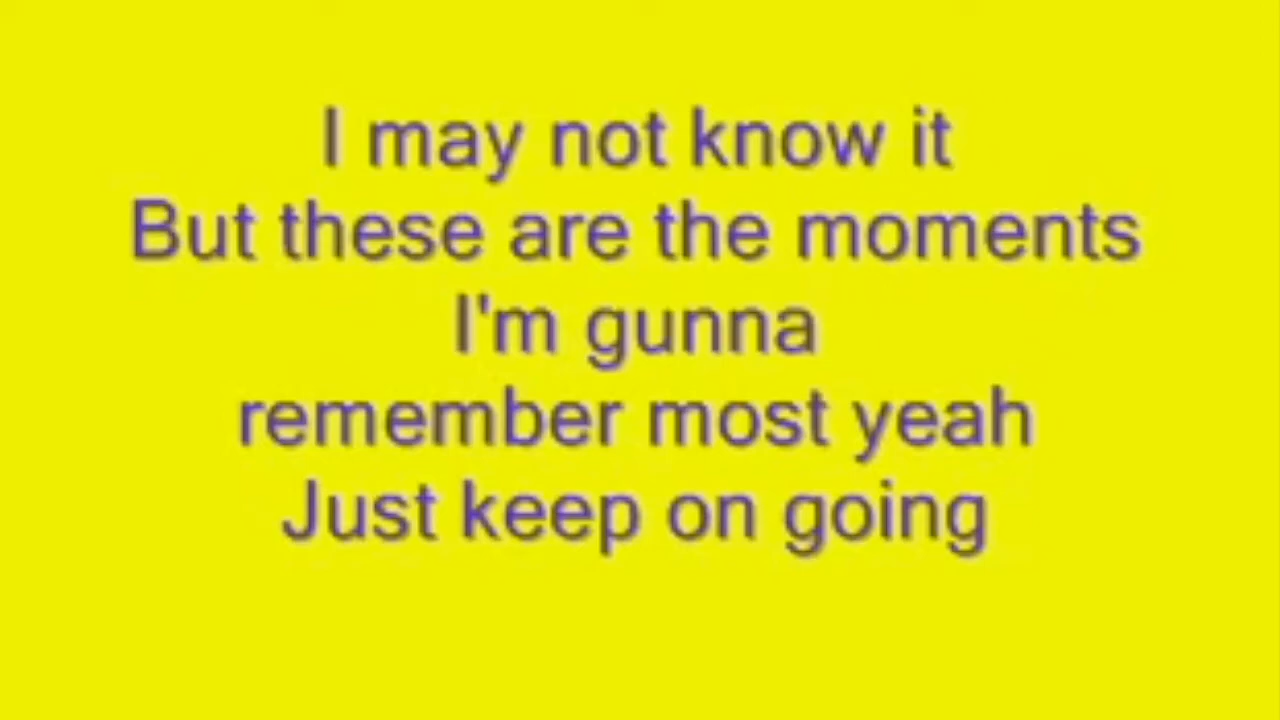 I may not know it
But these are the moments
I'm gunna
remember most yeah
Just keep on going